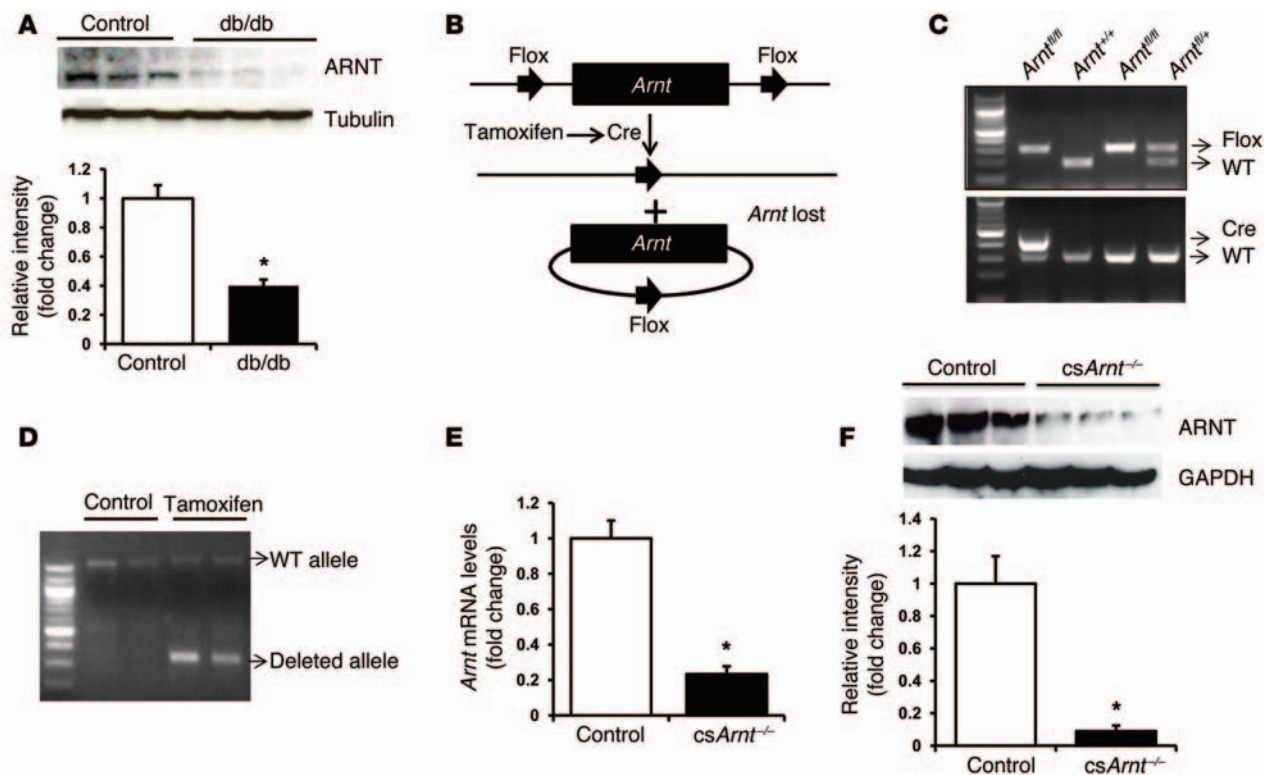 A
Control db/db
ARNT
Tubulin
Relative intensity
(fold change)
1.2
1
0.8
0.6
0.4
0.2
0
*
Control db/db
B
Flox Flox
Arnt
Tamoxifen Cre
+
Arnt lost
Arnt
Flox
C
Arntfl/fl Arnt+/+ Arntfl/fl Arntfl/+
Flox
WT
Cre
WT
D
Control Tamoxifen
WT allele
Deleted allele
E
Arnt mRNA levels
(fold change)
1.2
1
0.8
0.6
0.4
0.2
0
*
Control csArnt–/–
F
Control csArnt–/–
ARNT
GAPDH
Relative intensity
(fold change)
1.4
1.2
1
0.8
0.6
0.4
0.2
0
*
Control csArnt–/–